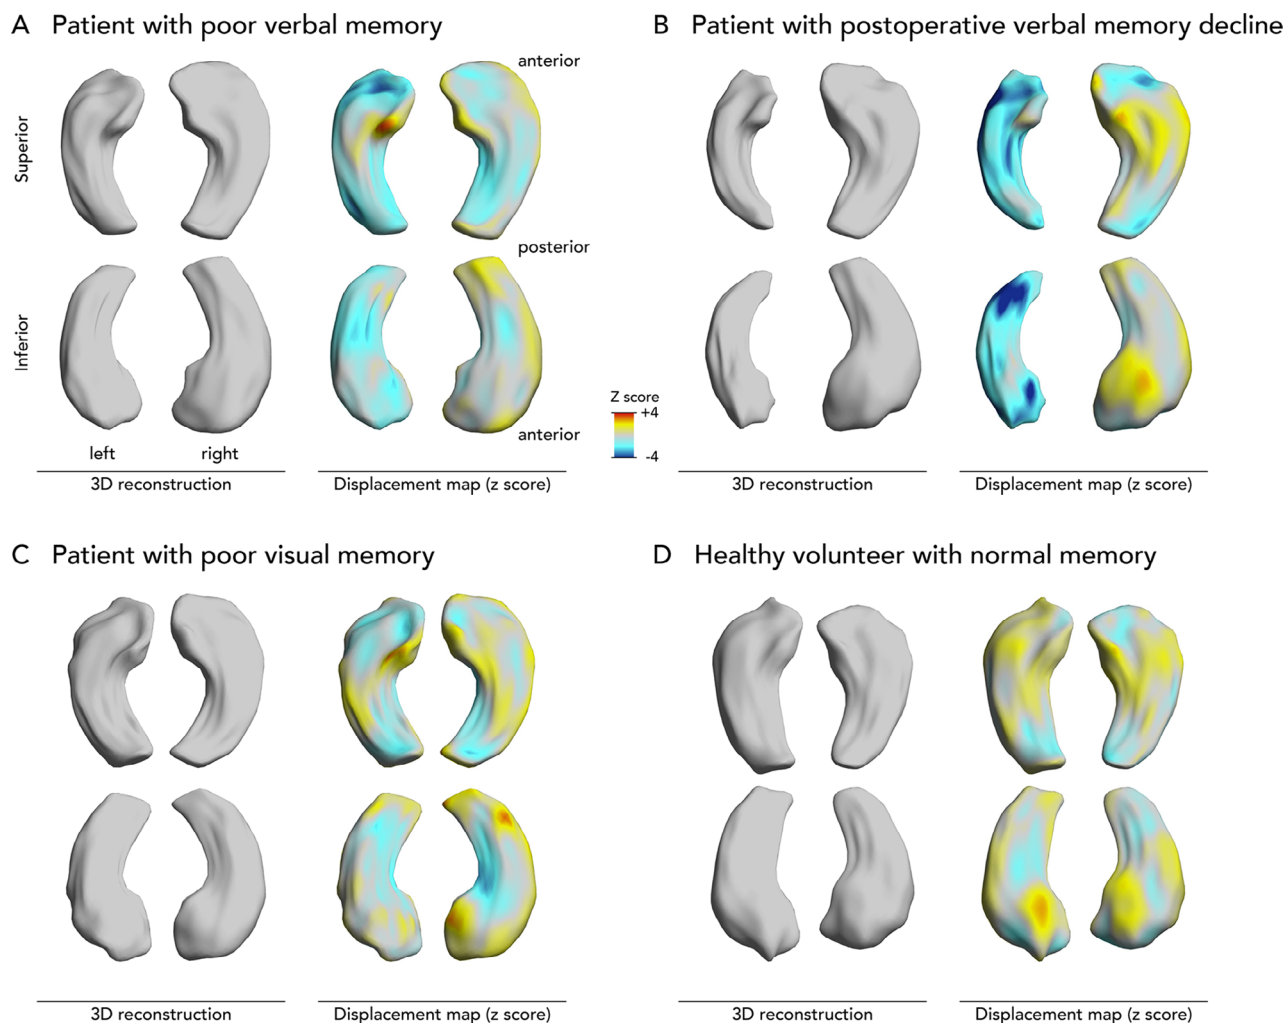 A Patient with poor verbal memory
B Patient with postoperative verbal memory decline
Superior
anterior
posterior
Inferior
anterior
left right
3D reconstruction
Displacement map (z score)
Z score
+4
-4
3D reconstruction
Displacement map (z score)
C Patient with poor visual memory
D Healthy volunteer with normal memory
3D reconstruction
Displacement map (z score)
3D reconstruction
Displacement map (z score)